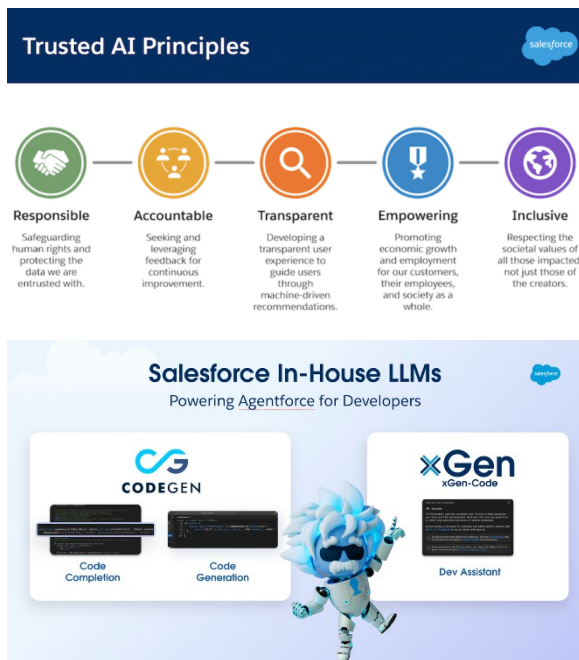 Trusted AI Principles
salesforce
Responsible
Safeguarding
human rights and
protecting the
data we are
entrusted with.
Accountable
Seeking and
leveraging
feedback for
continuous
improvement.
Transparent
Developing a
transparent user
experience to
guide users
through
machine-driven
recommendations.
Empowering
Promoting
economic growth
and employment
for our customers,
their employees,
and society as a
whole.
Inclusive
Respecting the
societal values of
all those impacted
not just those of
the creators.
Salesforce In-House LLMs
salesforce
Powering Agentforce for Developers
CODEGEN
Code
Completion
Code
Generation
xGen
xGen-Code
Dev Assistant